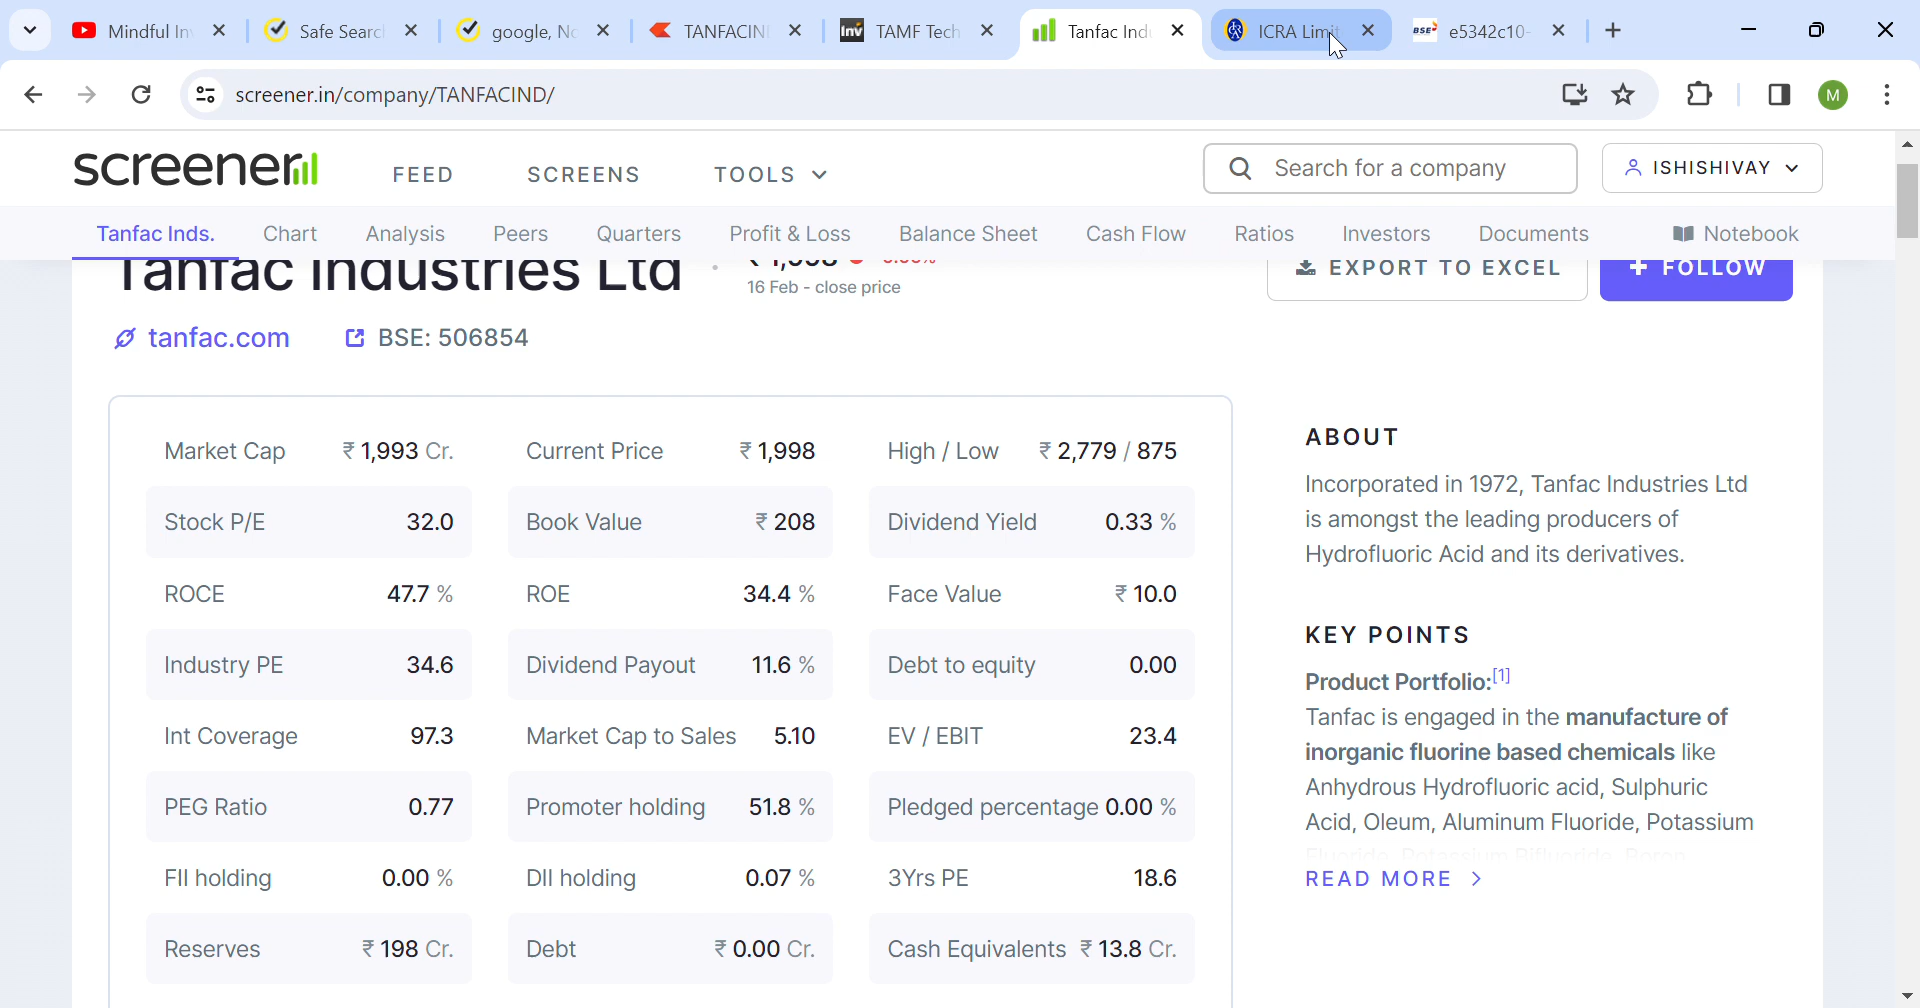 Mindful In
Safe Searc
google, No
TANFACIN
TAMF Tech
Tanfac Ind
ICRA Limit
BSE e5342c10-
screener.in/company/TANFACIND/
M
screener
FEED
SCREENS
TOOLS
Search for a company
ISHISHIVAY
Tanfac Inds.
Chart
Analysis
Peers
Quarters
Profit & Loss
Balance Sheet
Cash Flow
Ratios
Investors
Documents
Notebook
Tanfac Industries Ltd
₹ 1,998
16 Feb - close price
EXPORT TO EXCEL
+ FOLLOW
tanfac.com
BSE: 506854
Market Cap ₹ 1,993 Cr.
Current Price ₹ 1,998
High / Low ₹ 2,779 / 875
Stock P/E 32.0
Book Value ₹ 208
Dividend Yield 0.33 %
ROCE 47.7 %
ROE 34.4 %
Face Value ₹ 10.0
Industry PE 34.6
Dividend Payout 11.6 %
Debt to equity 0.00
Int Coverage 97.3
Market Cap to Sales 5.10
EV / EBIT 23.4
PEG Ratio 0.77
Promoter holding 51.8 %
Pledged percentage 0.00 %
FII holding 0.00 %
DII holding 0.07 %
3Yrs PE 18.6
Reserves ₹ 198 Cr.
Debt ₹ 0.00 Cr.
Cash Equivalents ₹ 13.8 Cr.
ABOUT
Incorporated in 1972, Tanfac Industries Ltd
is amongst the leading producers of
Hydrofluoric Acid and its derivatives.
KEY POINTS
Product Portfolio:[1]
Tanfac is engaged in the manufacture of
inorganic fluorine based chemicals like
Anhydrous Hydrofluoric acid, Sulphuric
Acid, Oleum, Aluminum Fluoride, Potassium
Fluoride, Potassium Bifluoride, Boron
READ MORE >